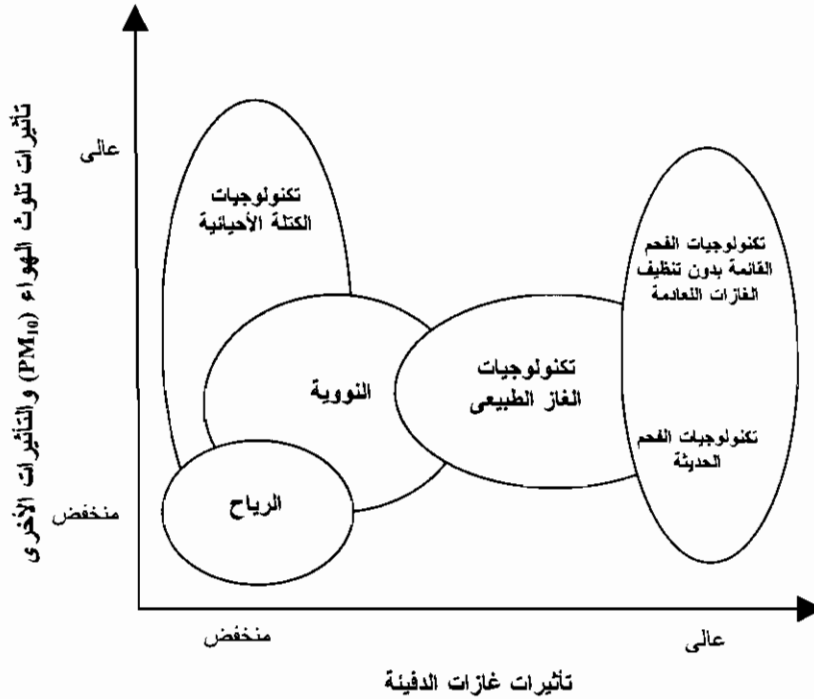 تأثيرات تلوث الهواء (PM₁₀) والتأثيرات الأخرى
عالى
منخفض
تكنولوجيات
الكتلة الأحيائية
النووية
الرياح
تكنولوجيات
الغاز الطبيعى
تكنولوجيات الفحم
القائمة بدون تنظيف
الغازات العادمة
تكنولوجيات الفحم
الحديثة
منخفض
عالى
تأثيرات غازات الدفيئة